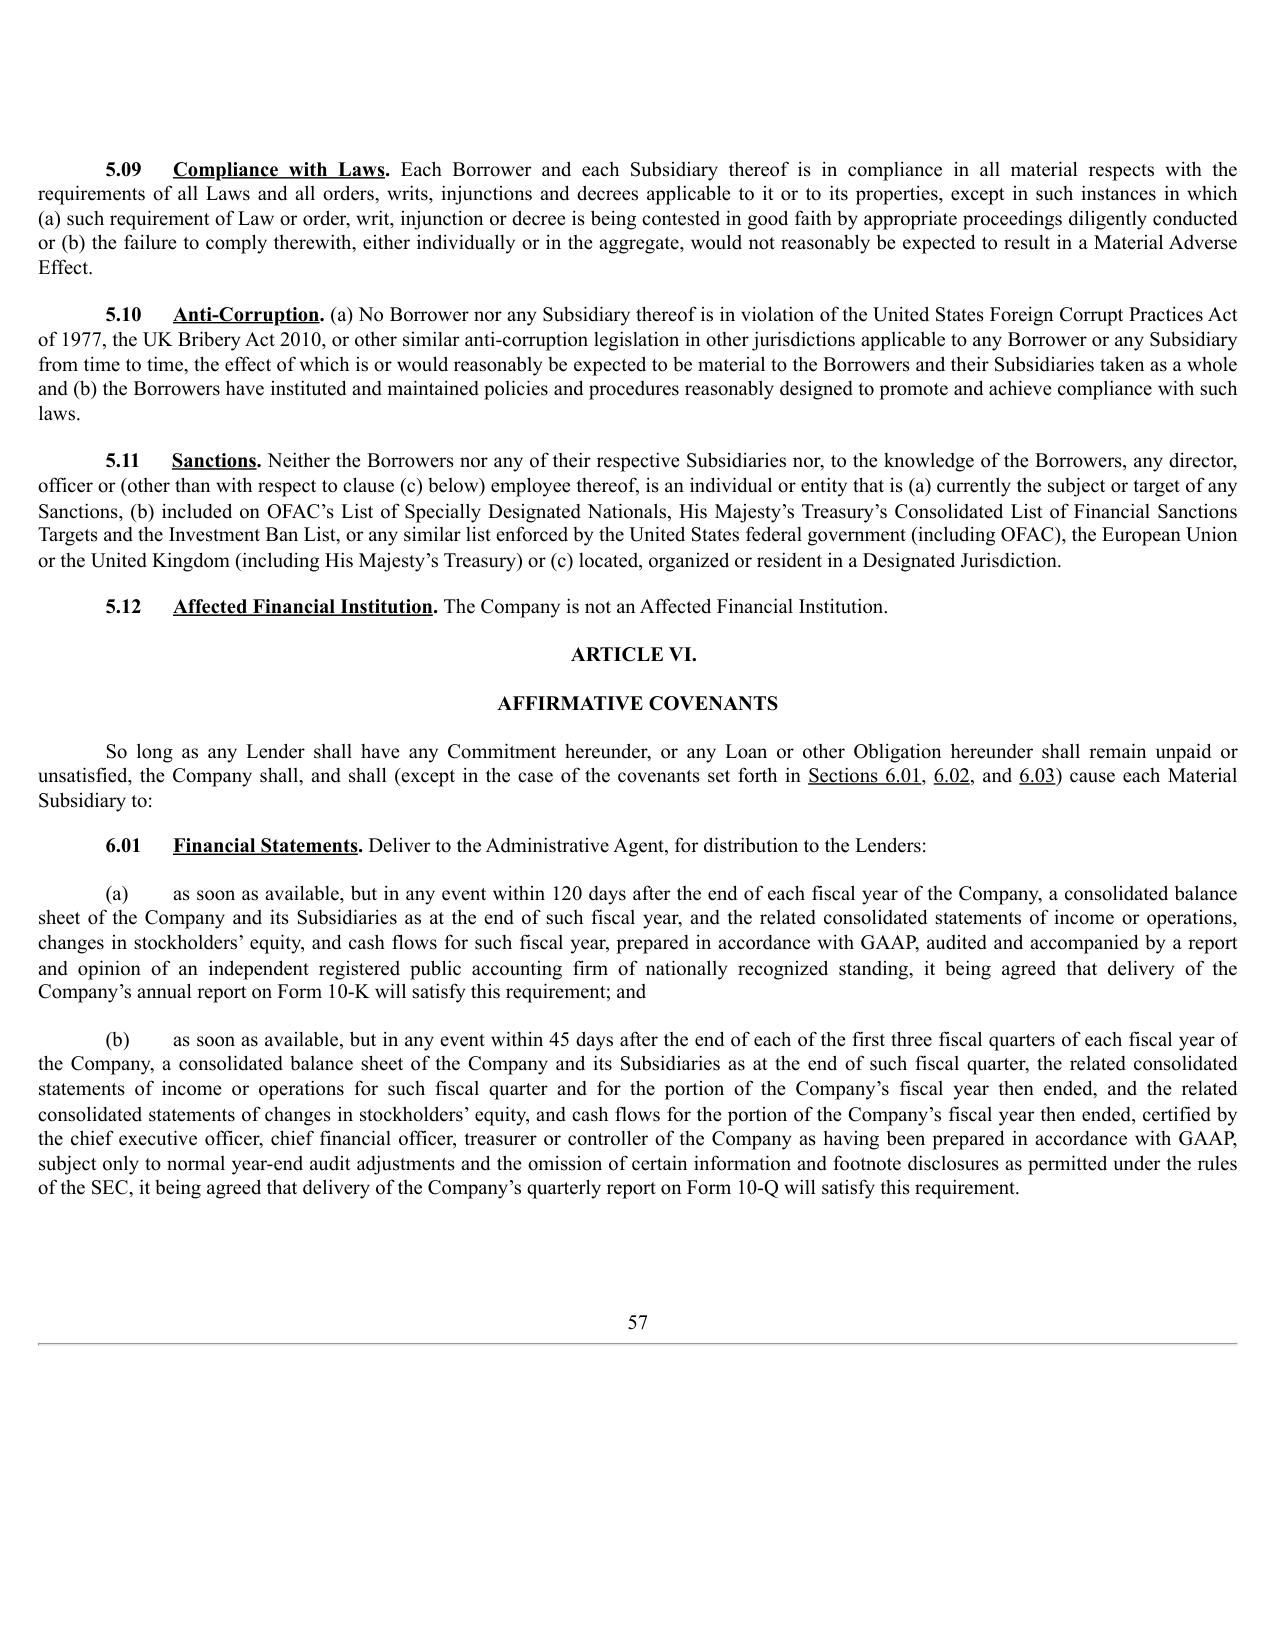 5.09 Compliance with Laws. Each Borrower and each Subsidiary thereof is in compliance in all material respects with the
requirements of all Laws and all orders, writs, injunctions and decrees applicable to it or to its properties, except in such instances in which
(a) such requirement of Law or order, writ, injunction or decree is being contested in good faith by appropriate proceedings diligently conducted
or (b) the failure to comply therewith, either individually or in the aggregate, would not reasonably be expected to result in a Material Adverse
Effect.
5.10 Anti-Corruption. (a) No Borrower nor any Subsidiary thereof is in violation of the United States Foreign Corrupt Practices Act
of 1977, the UK Bribery Act 2010, or other similar anti-corruption legislation in other jurisdictions applicable to any Borrower or any Subsidiary
from time to time, the effect of which is or would reasonably be expected to be material to the Borrowers and their Subsidiaries taken as a whole
and (b) the Borrowers have instituted and maintained policies and procedures reasonably designed to promote and achieve compliance with such
laws.
5.11 Sanctions. Neither the Borrowers nor any of their respective Subsidiaries nor, to the knowledge of the Borrowers, any director,
officer or (other than with respect to clause (c) below) employee thereof, is an individual or entity that is (a) currently the subject or target of any
Sanctions, (b) included on OFAC’s List of Specially Designated Nationals, His Majesty’s Treasury’s Consolidated List of Financial Sanctions
Targets and the Investment Ban List, or any similar list enforced by the United States federal government (including OFAC), the European Union
or the United Kingdom (including His Majesty’s Treasury) or (c) located, organized or resident in a Designated Jurisdiction.
5.12 Affected Financial Institution. The Company is not an Affected Financial Institution.
ARTICLE VI.
AFFIRMATIVE COVENANTS
So long as any Lender shall have any Commitment hereunder, or any Loan or other Obligation hereunder shall remain unpaid or
unsatisfied, the Company shall, and shall (except in the case of the covenants set forth in Sections 6.01, 6.02, and 6.03) cause each Material
Subsidiary to:
6.01 Financial Statements. Deliver to the Administrative Agent, for distribution to the Lenders:
(a) as soon as available, but in any event within 120 days after the end of each fiscal year of the Company, a consolidated balance
sheet of the Company and its Subsidiaries as at the end of such fiscal year, and the related consolidated statements of income or operations,
changes in stockholders’ equity, and cash flows for such fiscal year, prepared in accordance with GAAP, audited and accompanied by a report
and opinion of an independent registered public accounting firm of nationally recognized standing, it being agreed that delivery of the
Company’s annual report on Form 10-K will satisfy this requirement; and
(b) as soon as available, but in any event within 45 days after the end of each of the first three fiscal quarters of each fiscal year of
the Company, a consolidated balance sheet of the Company and its Subsidiaries as at the end of such fiscal quarter, the related consolidated
statements of income or operations for such fiscal quarter and for the portion of the Company’s fiscal year then ended, and the related
consolidated statements of changes in stockholders’ equity, and cash flows for the portion of the Company’s fiscal year then ended, certified by
the chief executive officer, chief financial officer, treasurer or controller of the Company as having been prepared in accordance with GAAP,
subject only to normal year-end audit adjustments and the omission of certain information and footnote disclosures as permitted under the rules
of the SEC, it being agreed that delivery of the Company’s quarterly report on Form 10-Q will satisfy this requirement.
57